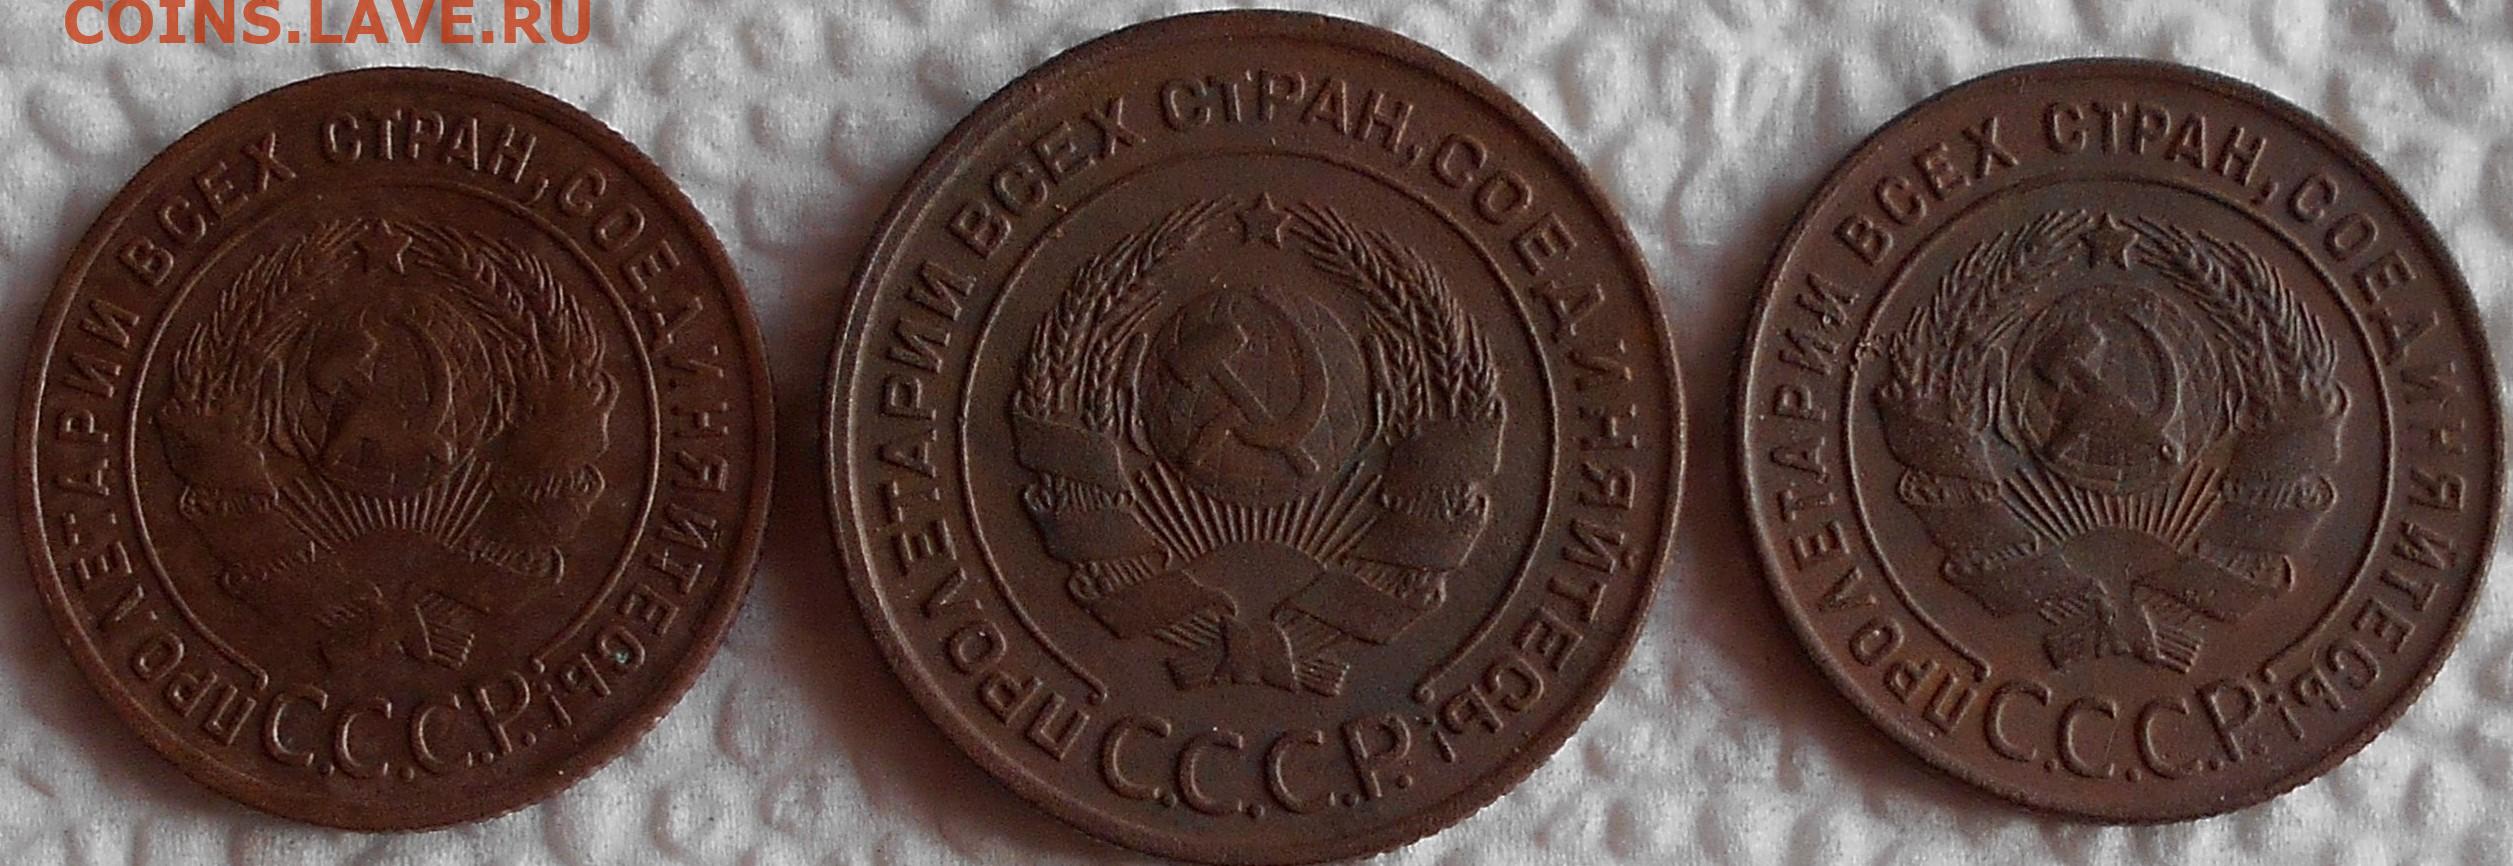 COINS.LAVE.RU
ПРОЛЕТАРИИ ВСЕХ СТРАН, СОЕДИНЯЙТЕСЬ!
С.С.С.Р.
ПРОЛЕТАРИИ ВСЕХ СТРАН, СОЕДИНЯЙТЕСЬ!
С.С.С.Р.
ПРОЛЕТАРИИ ВСЕХ СТРАН, СОЕДИНЯЙТЕСЬ!
С.С.С.Р.